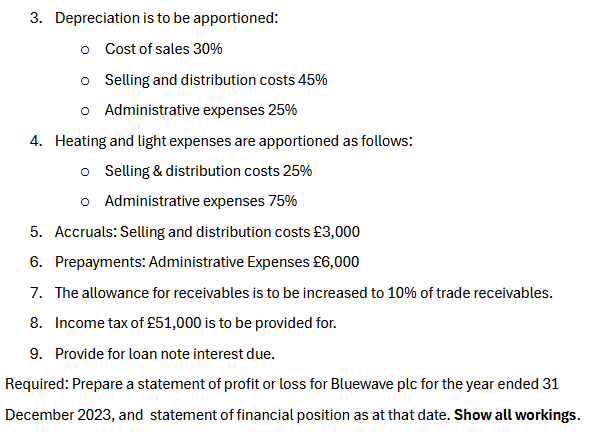 3. Depreciation is to be apportioned:
o Cost of sales 30%
o Selling and distribution costs 45%
o Administrative expenses 25%
4. Heating and light expenses are apportioned as follows:
o Selling & distribution costs 25%
o Administrative expenses 75%
5. Accruals: Selling and distribution costs £3,000
6. Prepayments: Administrative Expenses £6,000
7. The allowance for receivables is to be increased to 10% of trade receivables.
8. Income tax of £51,000 is to be provided for.
9. Provide for loan note interest due.
Required: Prepare a statement of profit or loss for Bluewave plc for the year ended 31
December 2023, and statement of financial position as at that date. Show all workings.